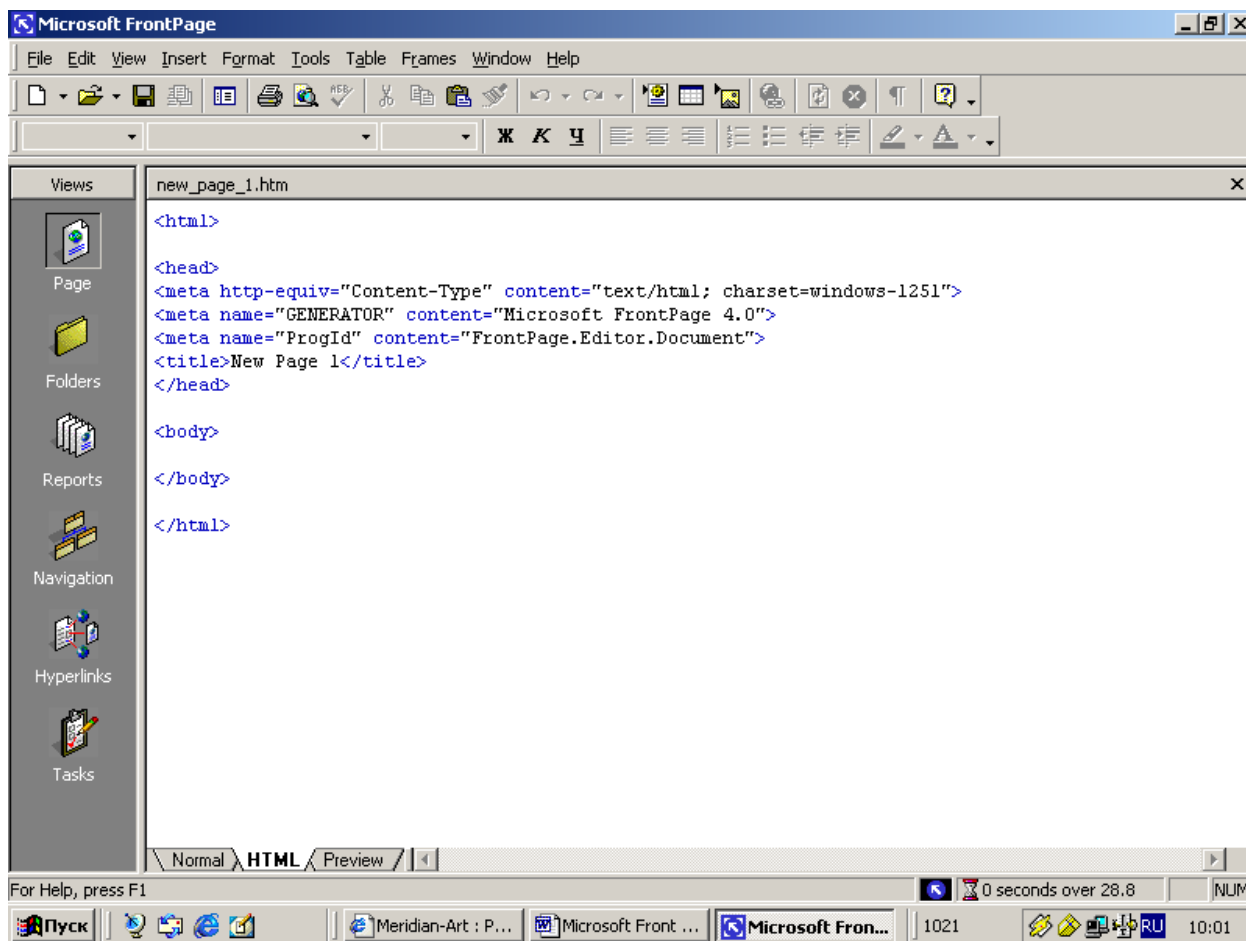 Microsoft FrontPage
File Edit View Insert Format Tools Table Frames Window Help
Ж К Ч
Views
new_page_1.htm
<html>
<head>
<meta http-equiv="Content-Type" content="text/html; charset=windows-1251">
<meta name="GENERATOR" content="Microsoft FrontPage 4.0">
<meta name="ProgId" content="FrontPage.Editor.Document">
<title>New Page 1</title>
</head>
<body>
</body>
</html>
Page
Folders
Reports
Navigation
Hyperlinks
Tasks
Normal HTML Preview
For Help, press F1
0 seconds over 28.8
NUM
Пуск
Meridian-Art : P...
Microsoft Front ...
Microsoft Fron...
1021
RU
10:01